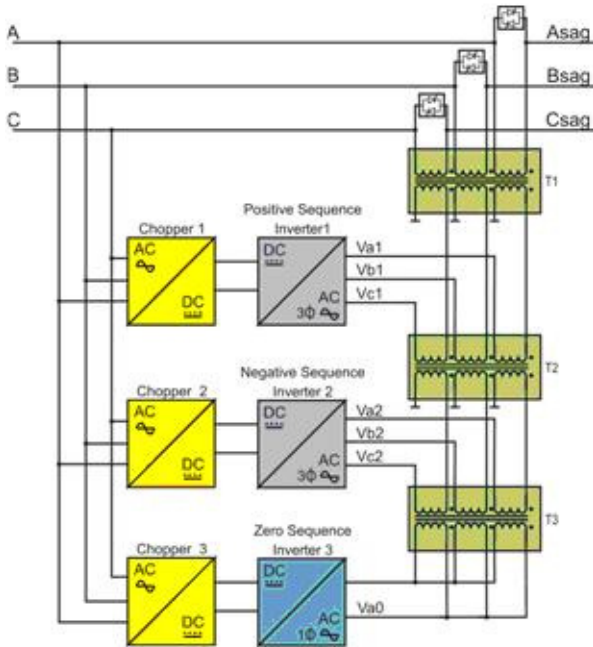 A
Asag
B
Bsag
C
Csag
T1
Positive Sequence
Chopper 1
Inverter1
AC
DC
DC
AC
3ϕ
Va1
Vb1
Vc1
T2
Negative Sequence
Chopper 2
Inverter 2
AC
DC
DC
AC
3ϕ
Va2
Vb2
Vc2
T3
Zero Sequence
Chopper 3
Inverter 3
AC
DC
DC
AC
1ϕ
Va0